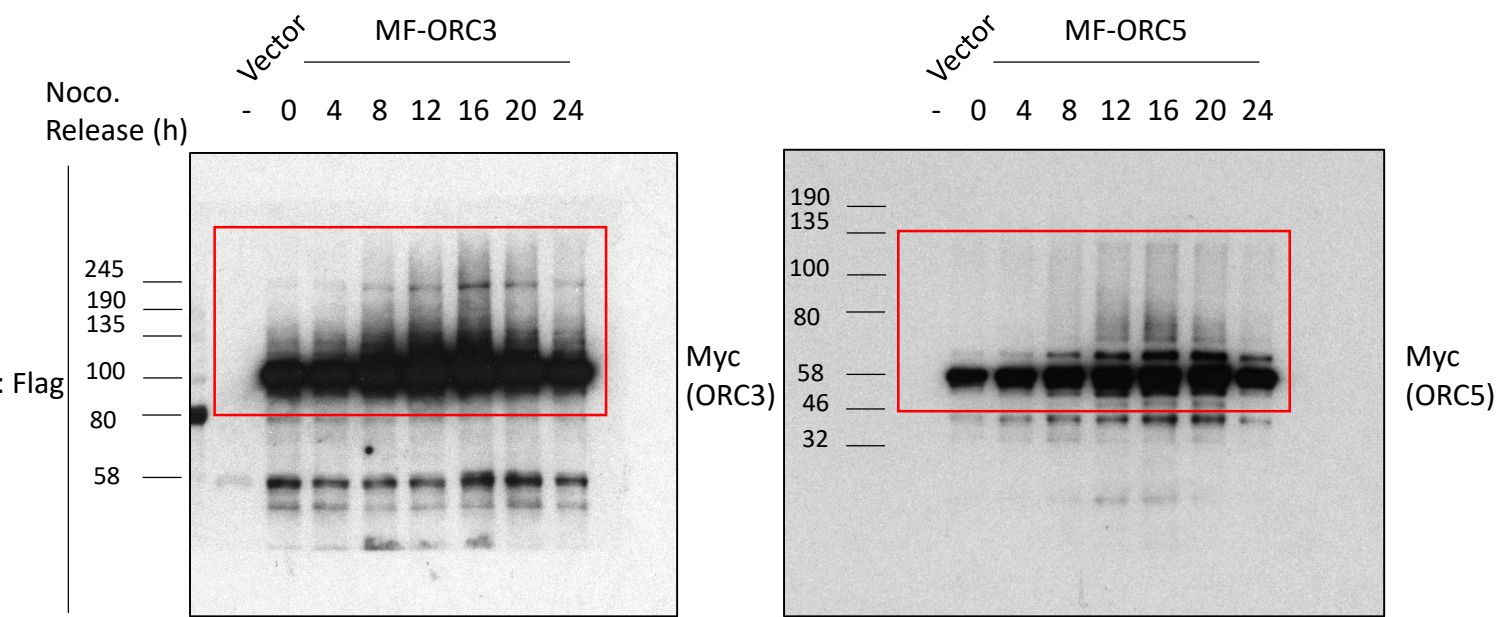 Vector MF-ORC3
Noco.
Release (h)
- 0 4 8 12 16 20 24
245
190
135
100
80
58
: Flag
Myc
(ORC3)
Vector MF-ORC5
- 0 4 8 12 16 20 24
190
135
100
80
58
46
32
Myc
(ORC5)